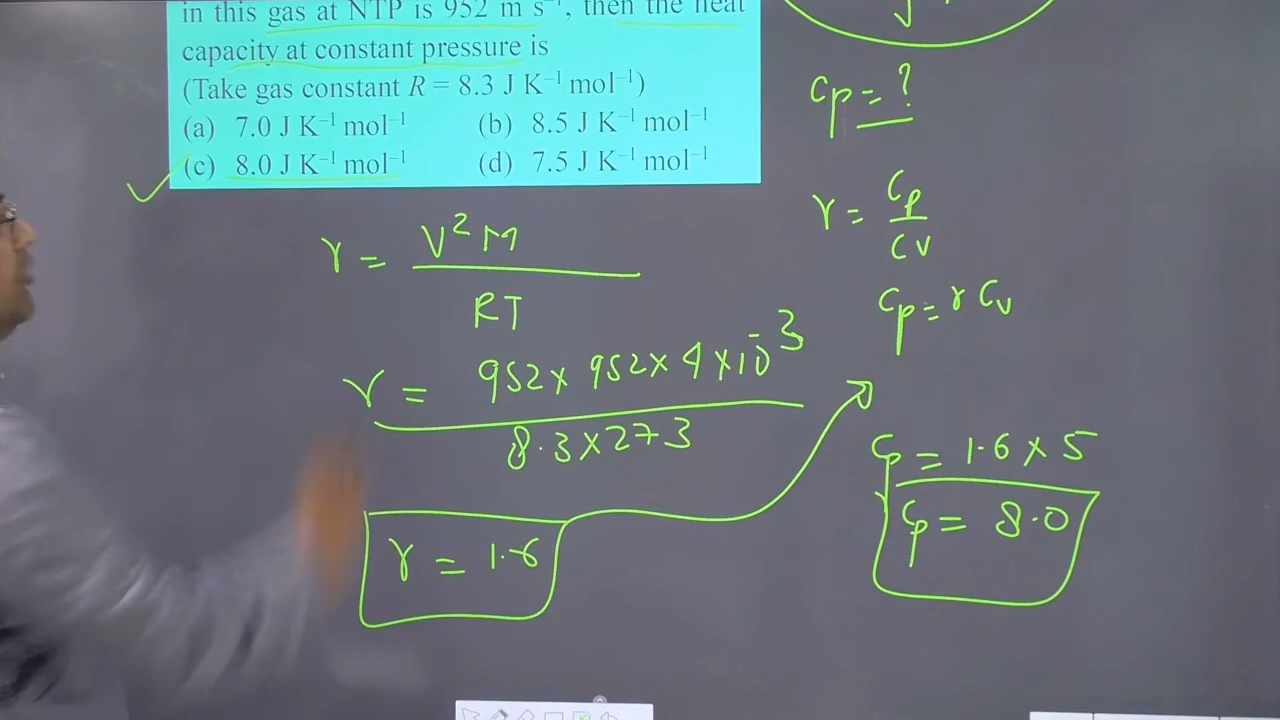 in this gas at NTP is 952 m s⁻¹, then the heat
capacity at constant pressure is
(Take gas constant R = 8.3 J K⁻¹ mol⁻¹)
(a) 7.0 J K⁻¹ mol⁻¹ (b) 8.5 J K⁻¹ mol⁻¹
(c) 8.0 J K⁻¹ mol⁻¹ (d) 7.5 J K⁻¹ mol⁻¹
γ = V²M / RT
γ = 952 × 952 × 4 × 10⁻³ / 8.3 × 273
γ = 1.6
Cp = ?
γ = Cp / Cv
Cp = γ Cv
Cp = 1.6 × 5
Cp = 8.0